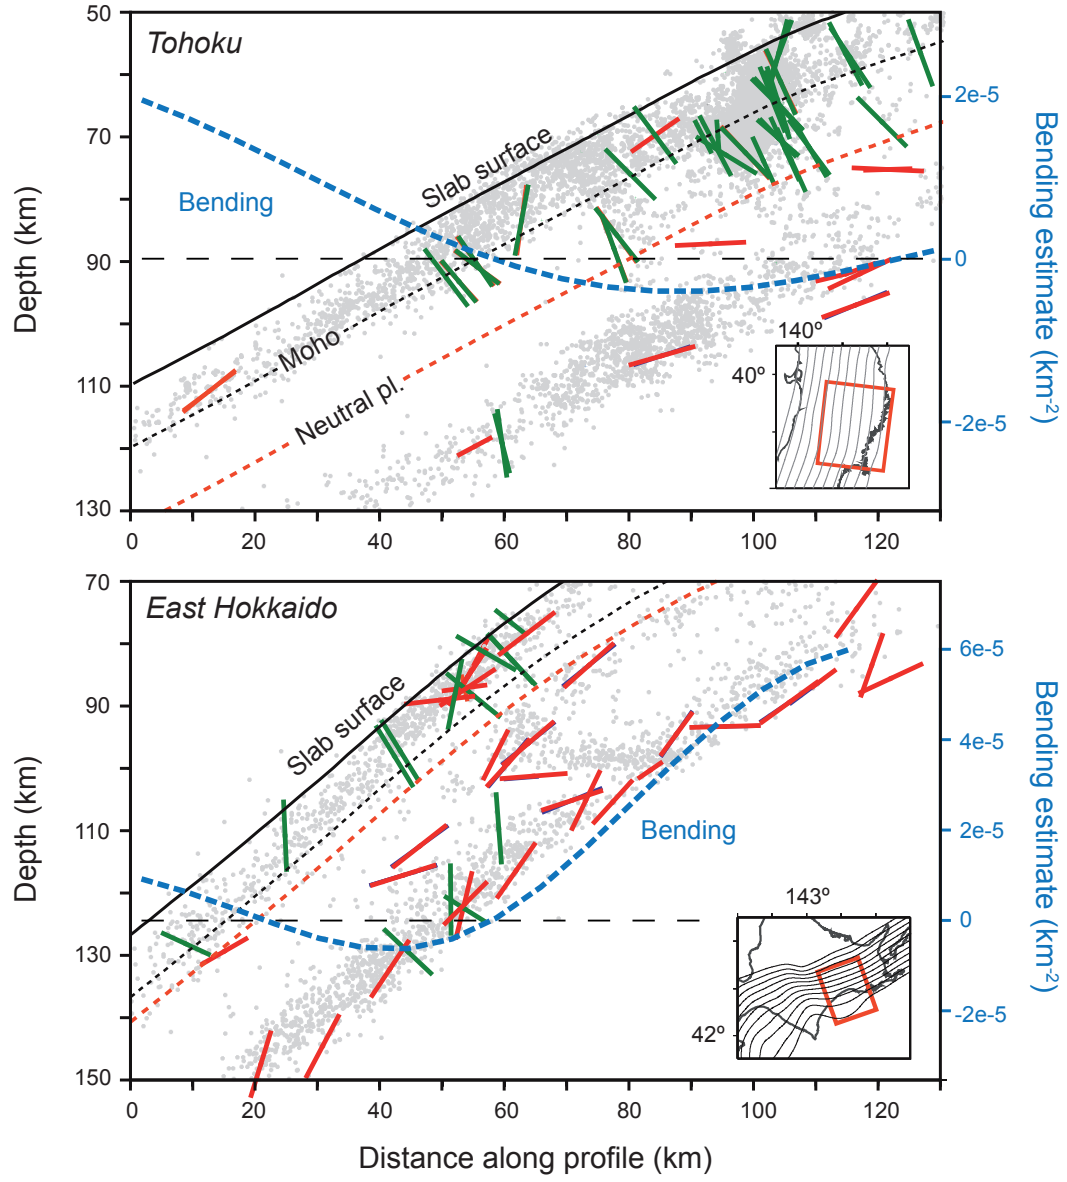 Tohoku
50
70
90
110
130
Depth (km)
Bending
Slab surface
Moho
Neutral pl.
2e-5
0
-2e-5
Bending estimate (km-2)
140º
40º
0
20
40
60
80
100
120
East Hokkaido
70
90
110
130
150
Depth (km)
Slab surface
Bending
6e-5
4e-5
2e-5
0
-2e-5
Bending estimate (km-2)
143º
42º
0
20
40
60
80
100
120
Distance along profile (km)